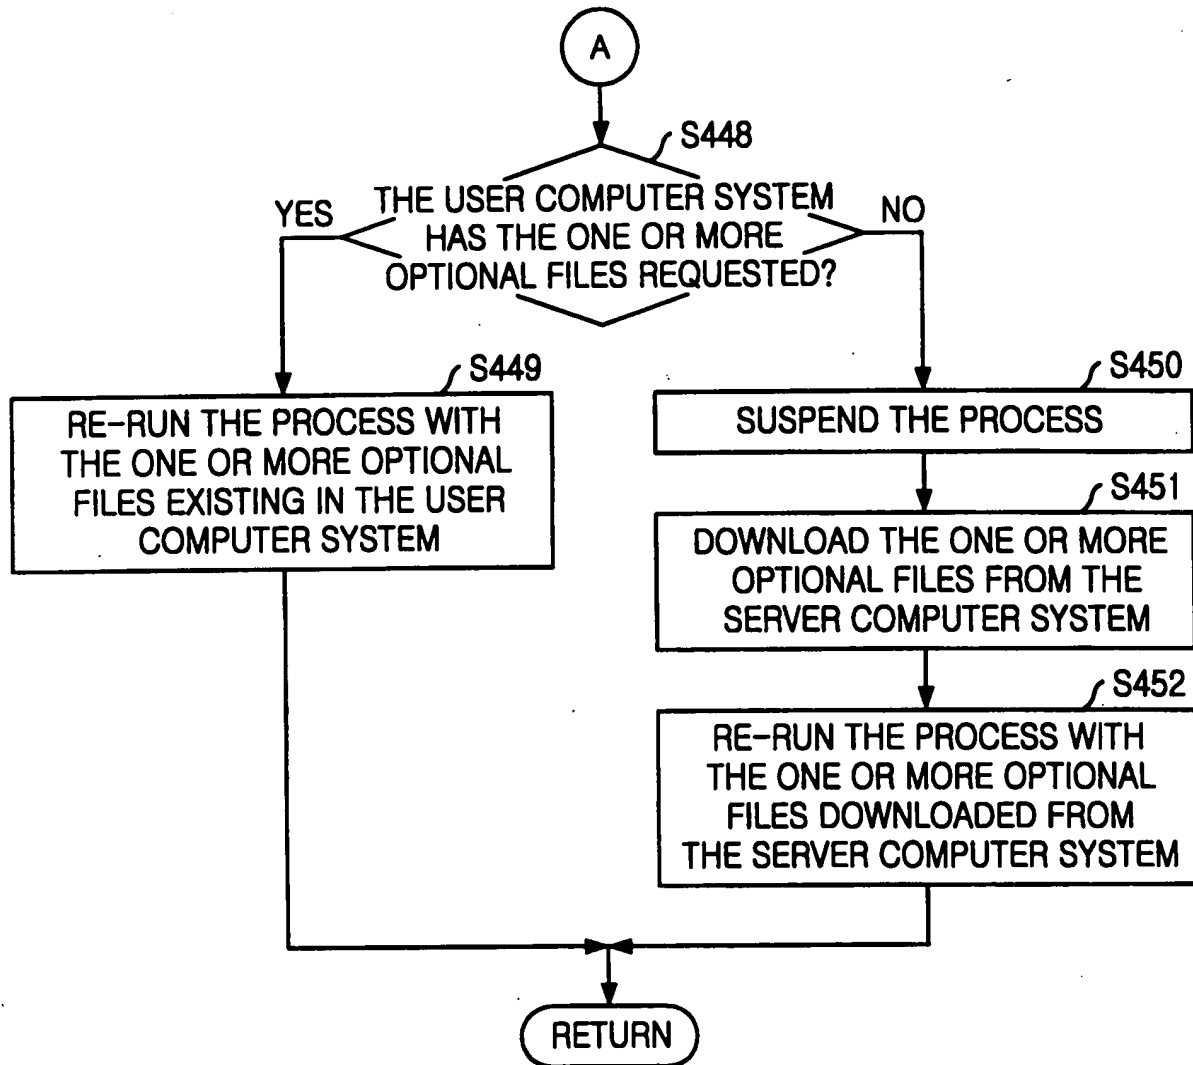 A
S448
THE USER COMPUTER SYSTEM
HAS THE ONE OR MORE
OPTIONAL FILES REQUESTED?
YES
NO
S449
RE-RUN THE PROCESS WITH
THE ONE OR MORE OPTIONAL
FILES EXISTING IN THE USER
COMPUTER SYSTEM
S450
SUSPEND THE PROCESS
S451
DOWNLOAD THE ONE OR MORE
OPTIONAL FILES FROM THE
SERVER COMPUTER SYSTEM
S452
RE-RUN THE PROCESS WITH
THE ONE OR MORE OPTIONAL
FILES DOWNLOADED FROM
THE SERVER COMPUTER SYSTEM
RETURN